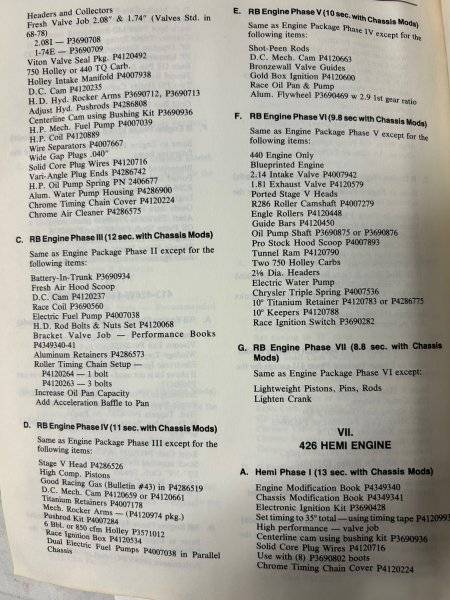 Headers and Collectors
Fresh Valve Job 2.08" & 1.74" (Valves Std. in
68-78)
2.08I — P3690708
1-74E — P3690709
Viton Valve Seal Pkg. P4120492
750 Holley or 440 TQ Carb.
Holley Intake Manifold P4007938
D.C. Cam P4120235
H.D. Hyd. Rocker Arms P3690712, P3690713
Adjust Hyd. Pushrods P4286808
Centerline Cam using Bushing Kit P3690936
H.P. Mech. Fuel Pump P4007039
H.P. Coil P4120889
Wire Separators P4007667
Wide Gap Plugs .040"
Solid Core Plug Wires P4120716
Vari-Angle Plug Ends P4286742
H.P. Oil Pump Spring PN 2406677
Alum. Water Pump Housing P4286900
Chrome Timing Chain Cover P4120224
Chrome Air Cleaner P4286575
C. RB Engine Phase III (12 sec. with Chassis Mods)
Same as Engine Package Phase II except for the
following items:
Battery-In-Trunk P3690934
Fresh Air Hood Scoop
D.C. Cam P4120237
Race Coil P3690560
Electric Fuel Pump P4007038
H.D. Rod Bolts & Nuts Set P4120068
Bracket Valve Job — Performance Books
P4349340-41
Aluminum Retainers P4286573
Roller Timing Chain Setup —
P4120264 — 1 bolt
P4120263 — 3 bolts
Increase Oil Pan Capacity
Add Acceleration Baffle to Pan
D. RB Engine Phase IV (11 sec. with Chassis Mods)
Same as Engine Package Phase III except for the
following items:
Stage V Head P4286526
High Comp. Pistons
Good Racing Gas (Bulletin #43) in P4286519
D.C. Mech. Cam P4120659 or P4120661
Titanium Retainers P4007178
Mech. Rocker Arms — (P4120974 pkg.)
Pushrod Kit P4007284
6 Bbl. or 850 cfm Holley P3571012
Race Ignition Box P4120534
Dual Electric Fuel Pumps P4007038 in Parallel
Chassis
E. RB Engine Phase V (10 sec. with Chassis Mods)
Same as Engine Package Phase IV except for the
following items:
Shot-Peen Rods
D.C. Mech. Cam P4120663
Bronzewall Valve Guides
Gold Box Ignition P4120600
Race Oil Pan & Pump
Alum. Flywheel P3690469 w 2.9 1st gear ratio
F. RB Engine Phase VI (9.8 sec with Chassis Mods)
Same as Engine Package Phase V except for the
following items:
440 Engine Only
Blueprinted Engine
2.14 Intake Valve P4007942
1.81 Exhaust Valve P4120579
Ported Stage V Heads
R286 Roller Camshaft P4007279
Engle Rollers P4120448
Guide Bars P4120450
Oil Pump Shaft P3690875 or P3690876
Pro Stock Hood Scoop P4007893
Tunnel Ram P4120790
Two 750 Holley Carbs
2⅛ Dia. Headers
Electric Water Pump
Chrysler Triple Spring P4007536
10° Titanium Retainer P4120783 or P4286775
10° Keepers P4120788
Race Ignition Switch P3690282
G. RB Engine Phase VII (8.8 sec. with Chassis
Mods)
Same as Engine Package Phase VI except:
Lightweight Pistons, Pins, Rods
Lighten Crank
VII.
426 HEMI ENGINE
A. Hemi Phase I (13 sec. with Chassis Mods)
Engine Modification Book P4349340
Chassis Modification Book P4349341
Electronic Ignition Kit P3690428
Set timing to 35° total — using timing tape
High performance — valve job
Centerline cam using bushing kit P3690936
Solid Core Plug Wires P4120716
Use with (8) P3690802 boots
Chrome Timing Chain Cover P4120224